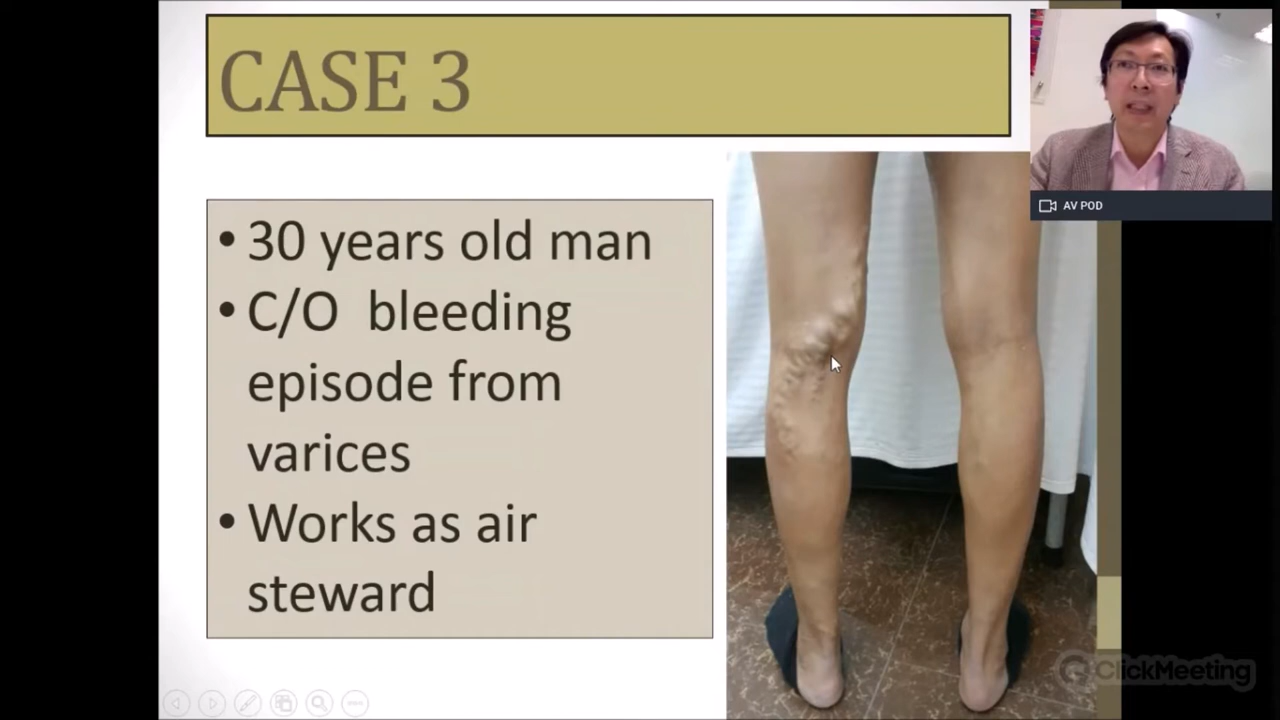 CASE 3
• 30 years old man
• C/O  bleeding
episode from
varices
• Works as air
steward
AV POD
ClickMeeting